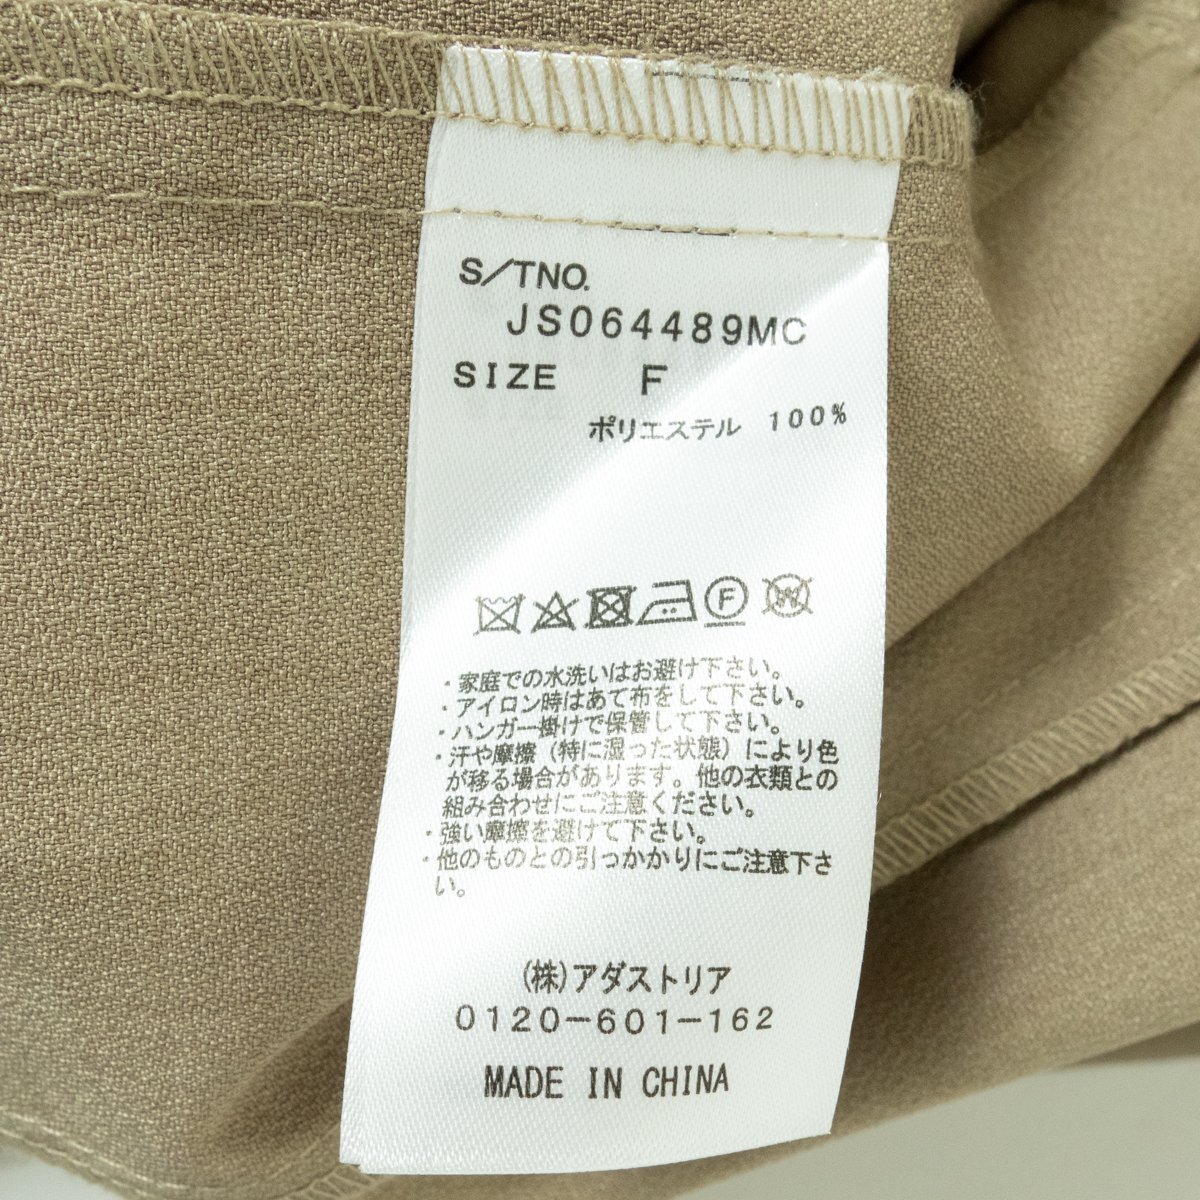 S/TNO.
JS064489MC
SIZE F
ポリエステル 100%
F W
・家庭での水洗いはお避け下さい。
・アイロン時はあて布をして下さい。
・ハンガー掛けで保管して下さい。
・汗や摩擦（特に湿った状態）により色
が移る場合があります。他の衣類との
組み合わせにご注意ください。
・強い摩擦を避けて下さい。
・他のものとの引っかかりにご注意下さ
い。
(株)アダストリア
0120-601-162
MADE IN CHINA